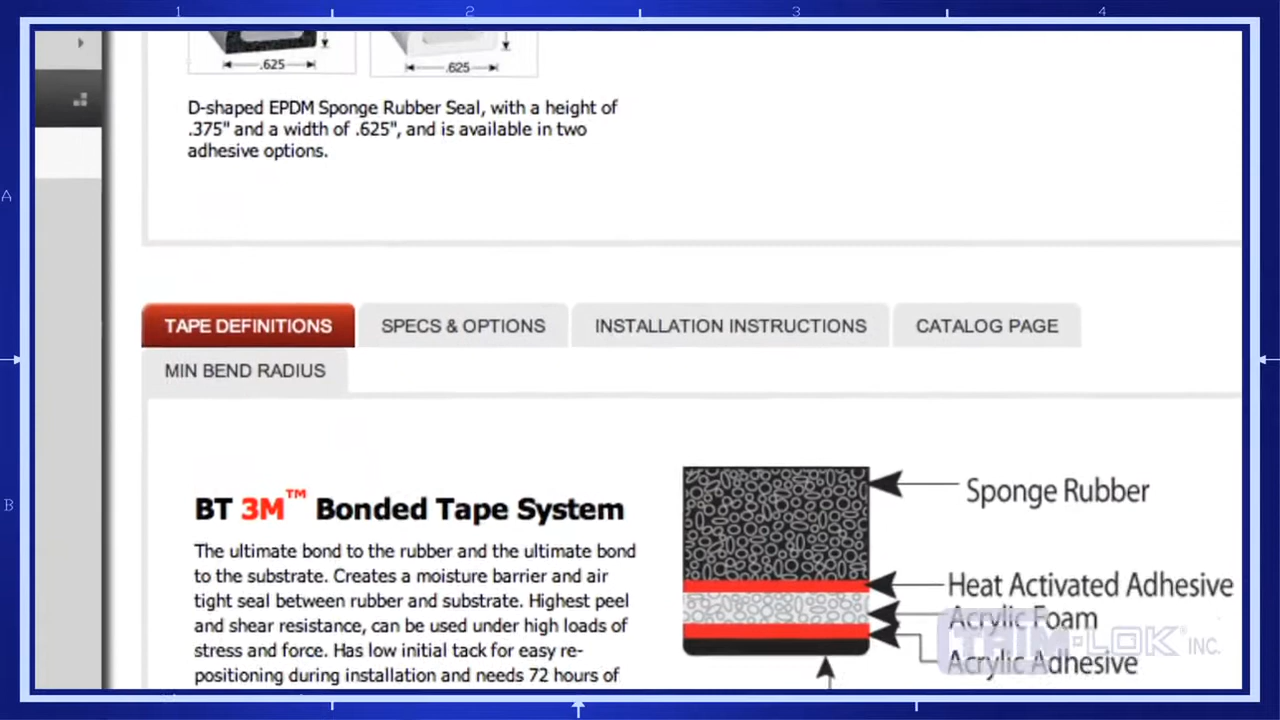 1 2 3 4
A
B
.625 .625
D-shaped EPDM Sponge Rubber Seal, with a height of
.375" and a width of .625", and is available in two
adhesive options.
TAPE DEFINITIONS SPECS & OPTIONS INSTALLATION INSTRUCTIONS CATALOG PAGE
MIN BEND RADIUS
BT 3M™ Bonded Tape System
The ultimate bond to the rubber and the ultimate bond
to the substrate. Creates a moisture barrier and air
tight seal between rubber and substrate. Highest peel
and shear resistance, can be used under high loads of
stress and force. Has low initial tack for easy re-
positioning during installation and needs 72 hours of
Sponge Rubber
Heat Activated Adhesive
Acrylic Foam
Acrylic Adhesive
TRIM-LOK® INC.